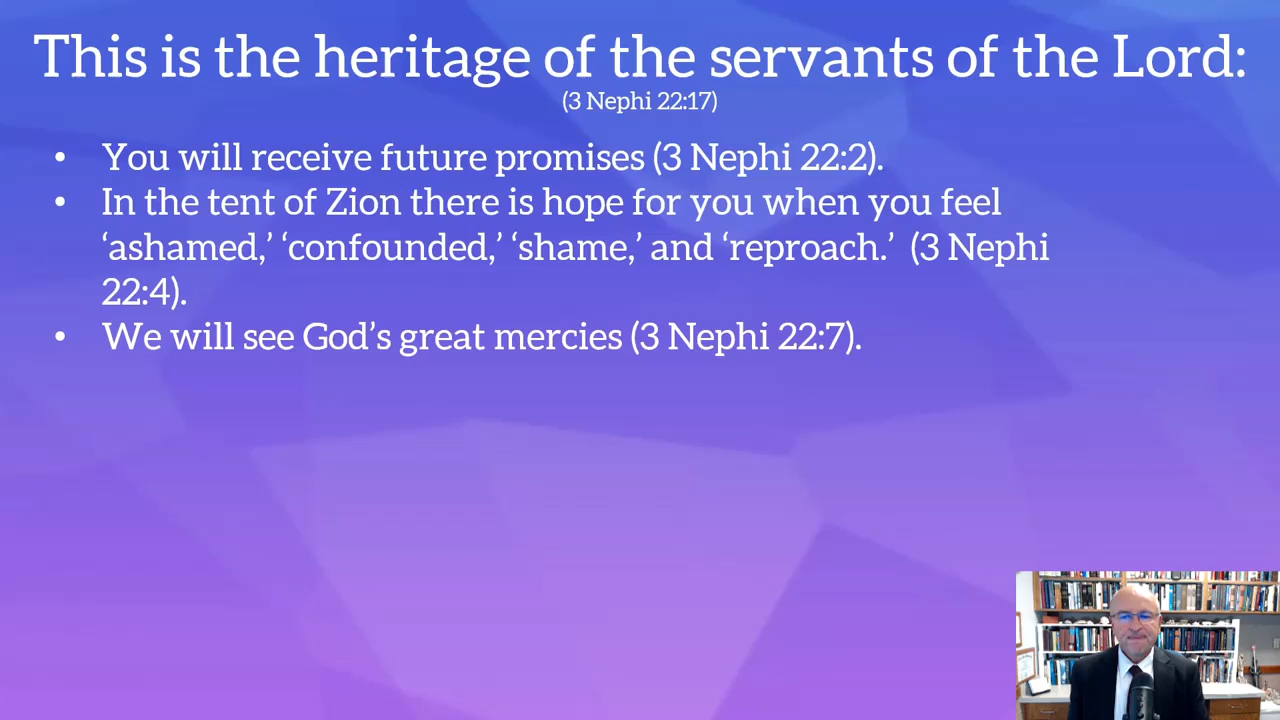 This is the heritage of the servants of the Lord:
(3 Nephi 22:17)
• You will receive future promises (3 Nephi 22:2).
• In the tent of Zion there is hope for you when you feel
‘ashamed,’ ‘confounded,’ ‘shame,’ and ‘reproach.’  (3 Nephi
22:4).
• We will see God’s great mercies (3 Nephi 22:7).